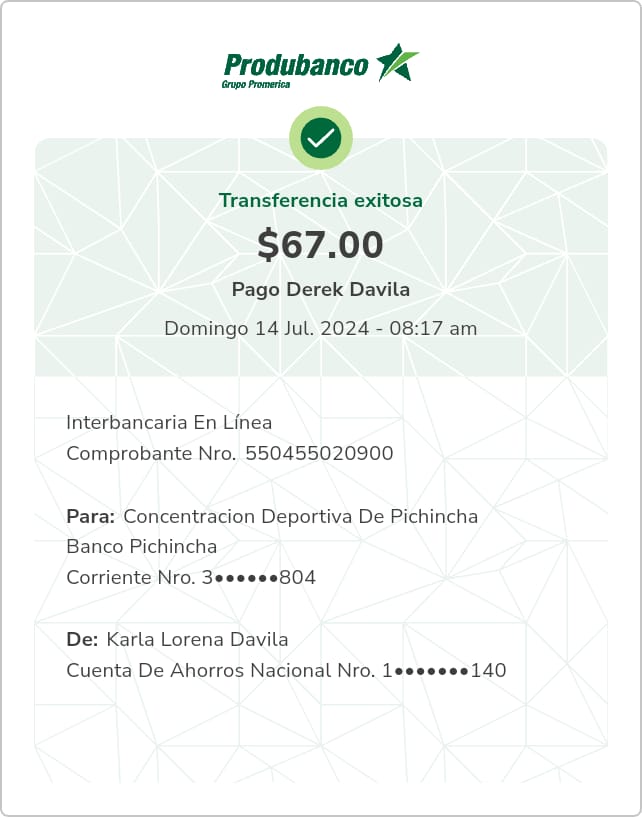 Produbanco
Grupo Promerica
Transferencia exitosa
$67.00
Pago Derek Davila
Domingo 14 Jul. 2024 - 08:17 am
Interbancaria En Línea
Comprobante Nro. 550455020900
Para: Concentracion Deportiva De Pichincha
Banco Pichincha
Corriente Nro. 3••••••804
De: Karla Lorena Davila
Cuenta De Ahorros Nacional Nro. 1•••••••140